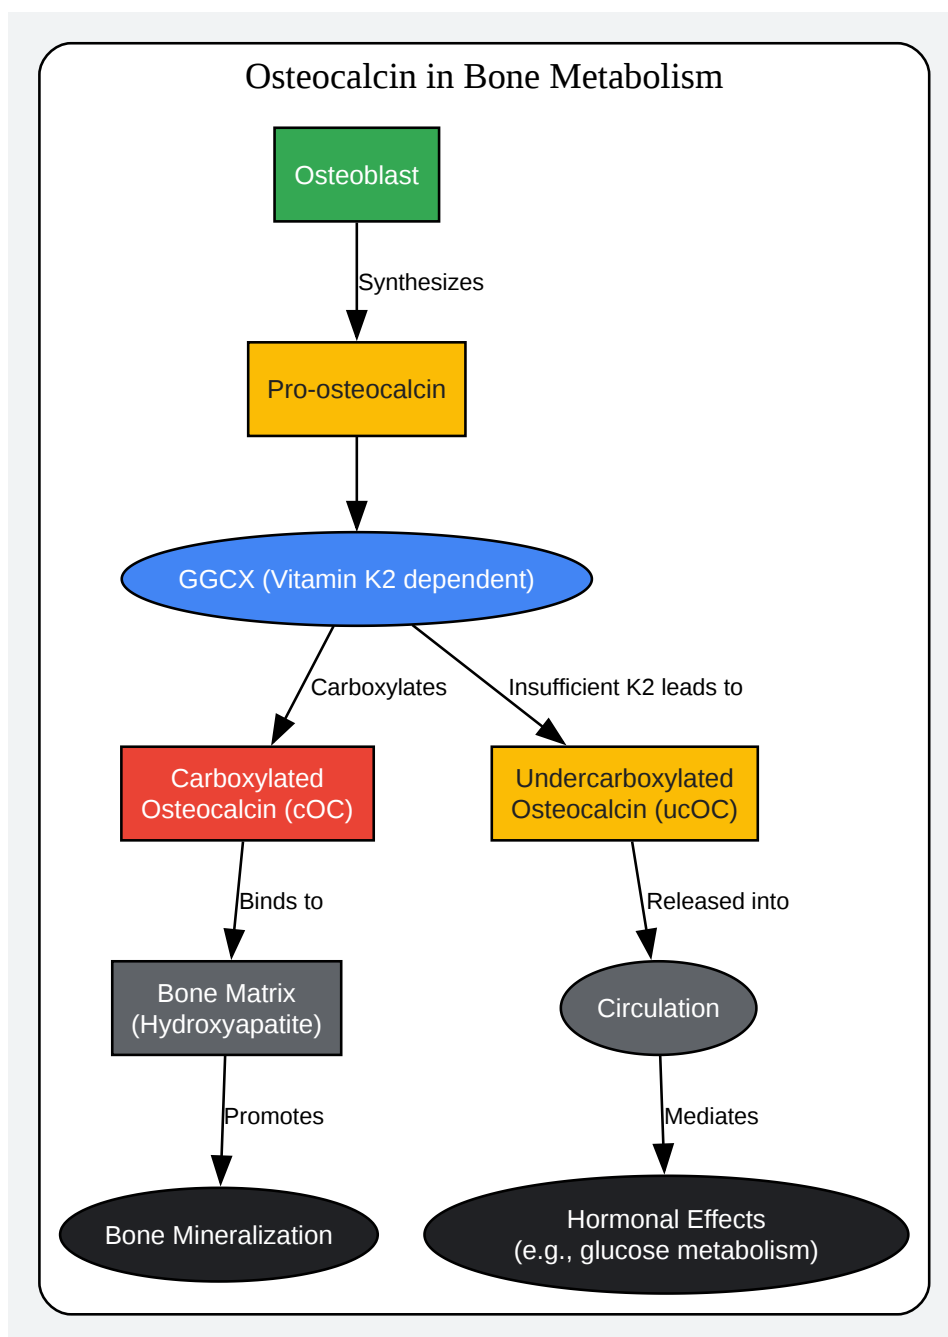 Osteocalcin in Bone Metabolism
Osteoblast
Synthesizes
Pro-osteocalcin
GGCX (Vitamin K2 dependent)
Carboxylates
Insufficient K2 leads to
Carboxylated
Osteocalcin (cOC)
Undercarboxylated
Osteocalcin (ucOC)
Binds to
Released into
Bone Matrix
(Hydroxyapatite)
Circulation
Promotes
Mediates
Bone Mineralization
Hormonal Effects
(e.g., glucose metabolism)